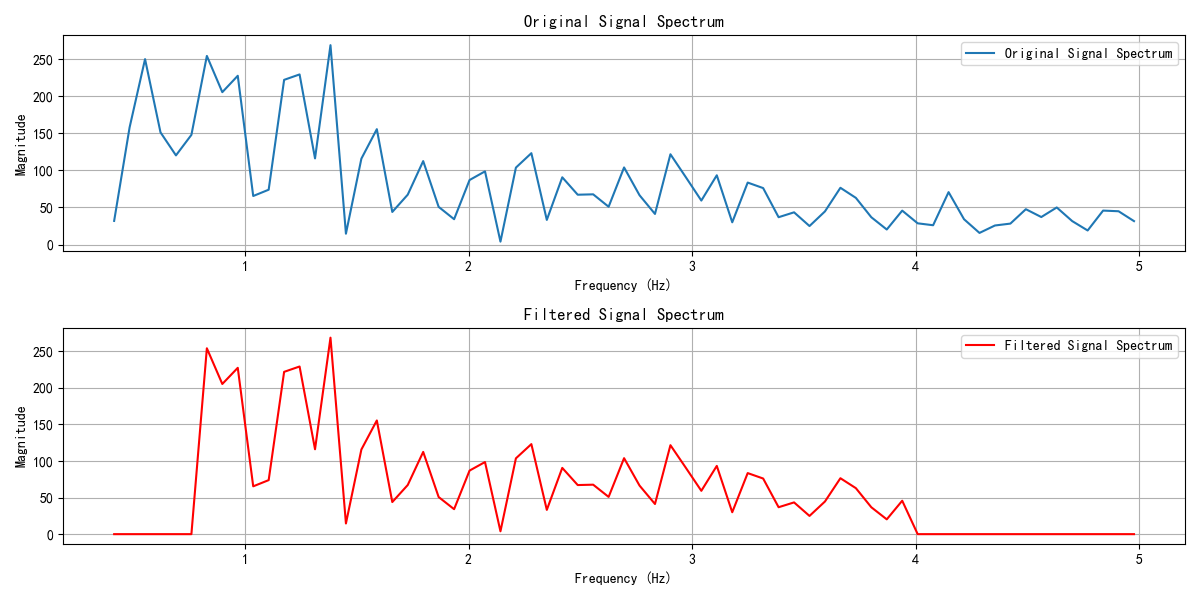 Original Signal Spectrum
Original Signal Spectrum
250
200
150
100
50
0
Magnitude
1 2 3 4 5
Frequency (Hz)
Filtered Signal Spectrum
Filtered Signal Spectrum
250
200
150
100
50
0
Magnitude
1 2 3 4 5
Frequency (Hz)